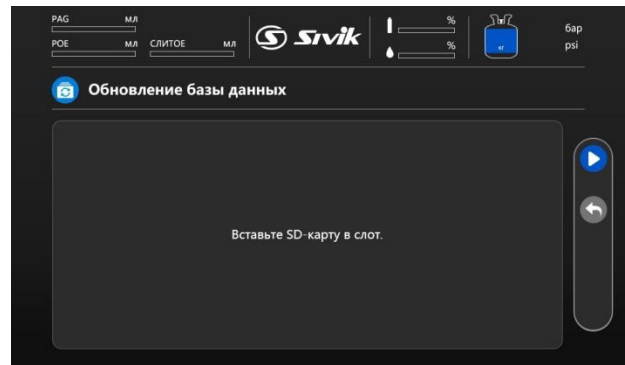 PAG мл
POE мл СЛИТОЕ мл
Sivik
%
%
кг
бар
psi
Обновление базы данных
Вставьте SD-карту в слот.